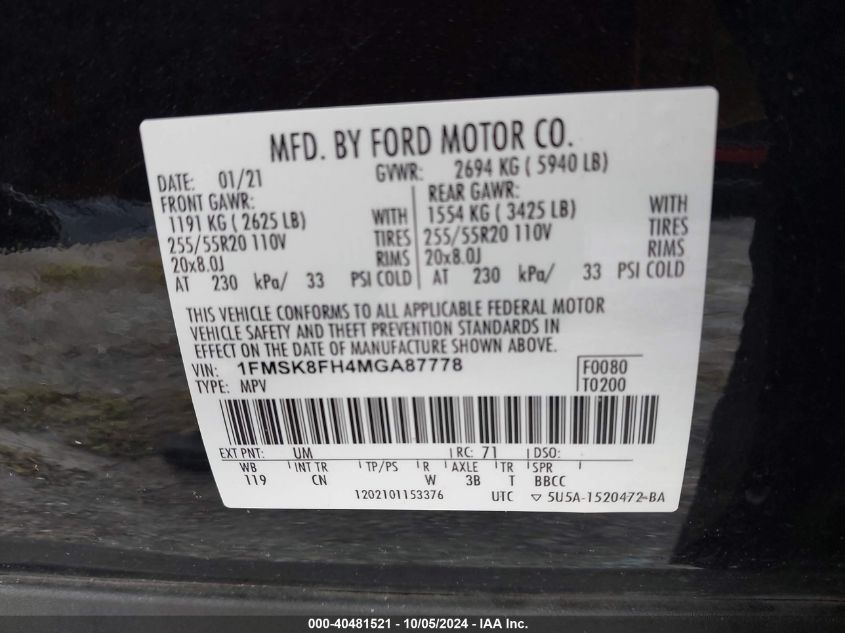 MFD. BY FORD MOTOR CO.
DATE: 01/21 GVWR: 2694 KG ( 5940 LB)
FRONT GAWR: REAR GAWR:
1191 KG ( 2625 LB) WITH 1554 KG ( 3425 LB) WITH
255/55R20 110V TIRES 255/55R20 110V TIRES
20x8.0J RIMS 20x8.0J RIMS
AT 230 kPa/ 33 PSI COLD AT 230 kPa/ 33 PSI COLD
THIS VEHICLE CONFORMS TO ALL APPLICABLE FEDERAL MOTOR
VEHICLE SAFETY AND THEFT PREVENTION STANDARDS IN
EFFECT ON THE DATE OF MANUFACTURE SHOWN ABOVE.
VIN: 1FMSK8FH4MGA87778 F0080
TYPE: MPV T0200
EXT PNT: UM RC: 71 DSO:
WB INT TR TP/PS R AXLE TR SPR
119 CN W 3B T BBCC
1202101153376 UTC ▽ 5U5A-1520472-BA
000-40481521 - 10/05/2024 - IAA Inc.